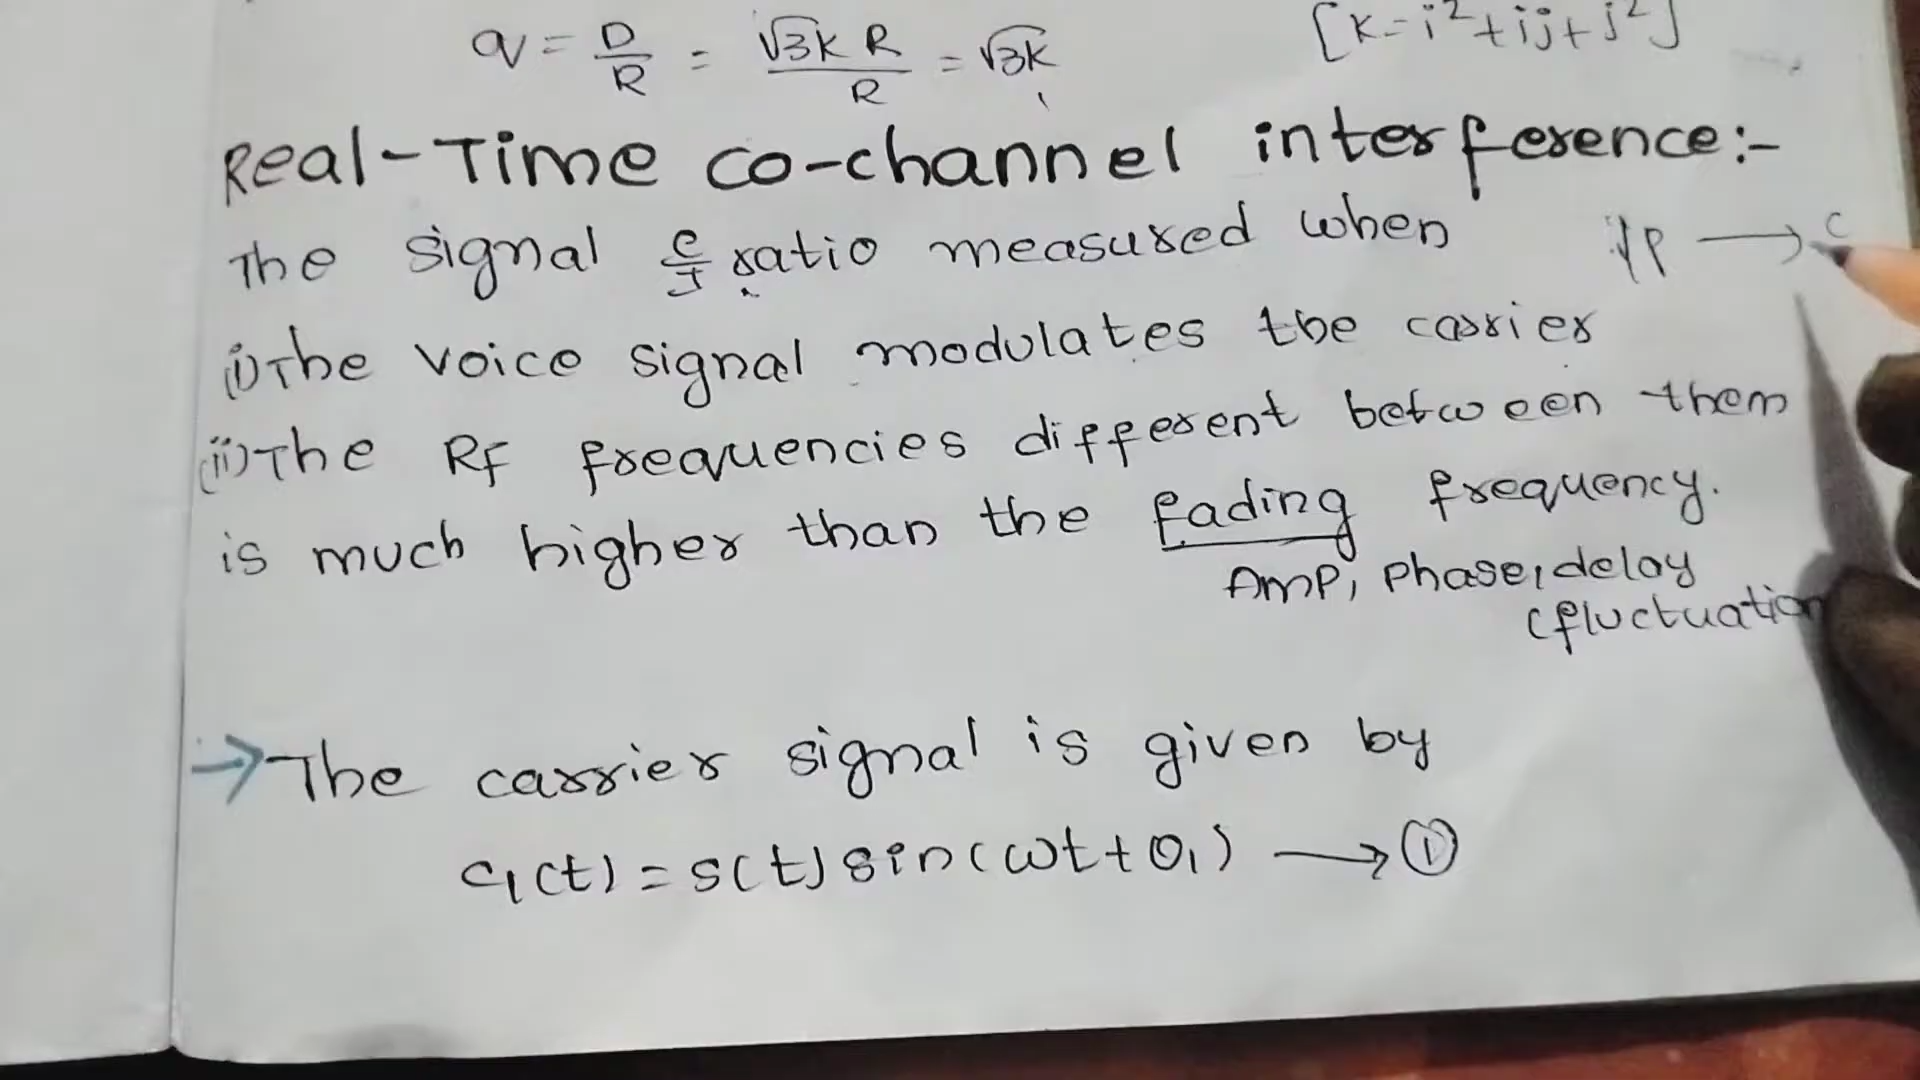 q = D/R = √3K R/R = √3K [K = i²+ij+j²]
Real-Time co-channel interference:-
The signal C/I ratio measured when
(i) The voice signal modulates the carrier
I/P → C
(ii) The RF frequencies different between them
is much higher than the fading frequency.
Amp, phase, delay
(fluctuation
→ The carrier signal is given by
C₁(t) = s(t) sin(ωt + θ₁) → ①